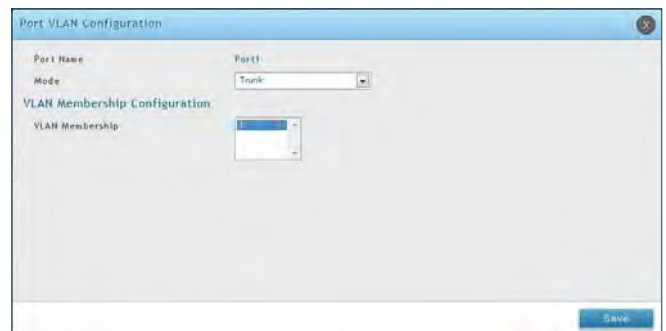 Port VLAN Configuration
X
Port Name Port1
Mode Trunk
VLAN Membership Configuration
VLAN Membership
Save